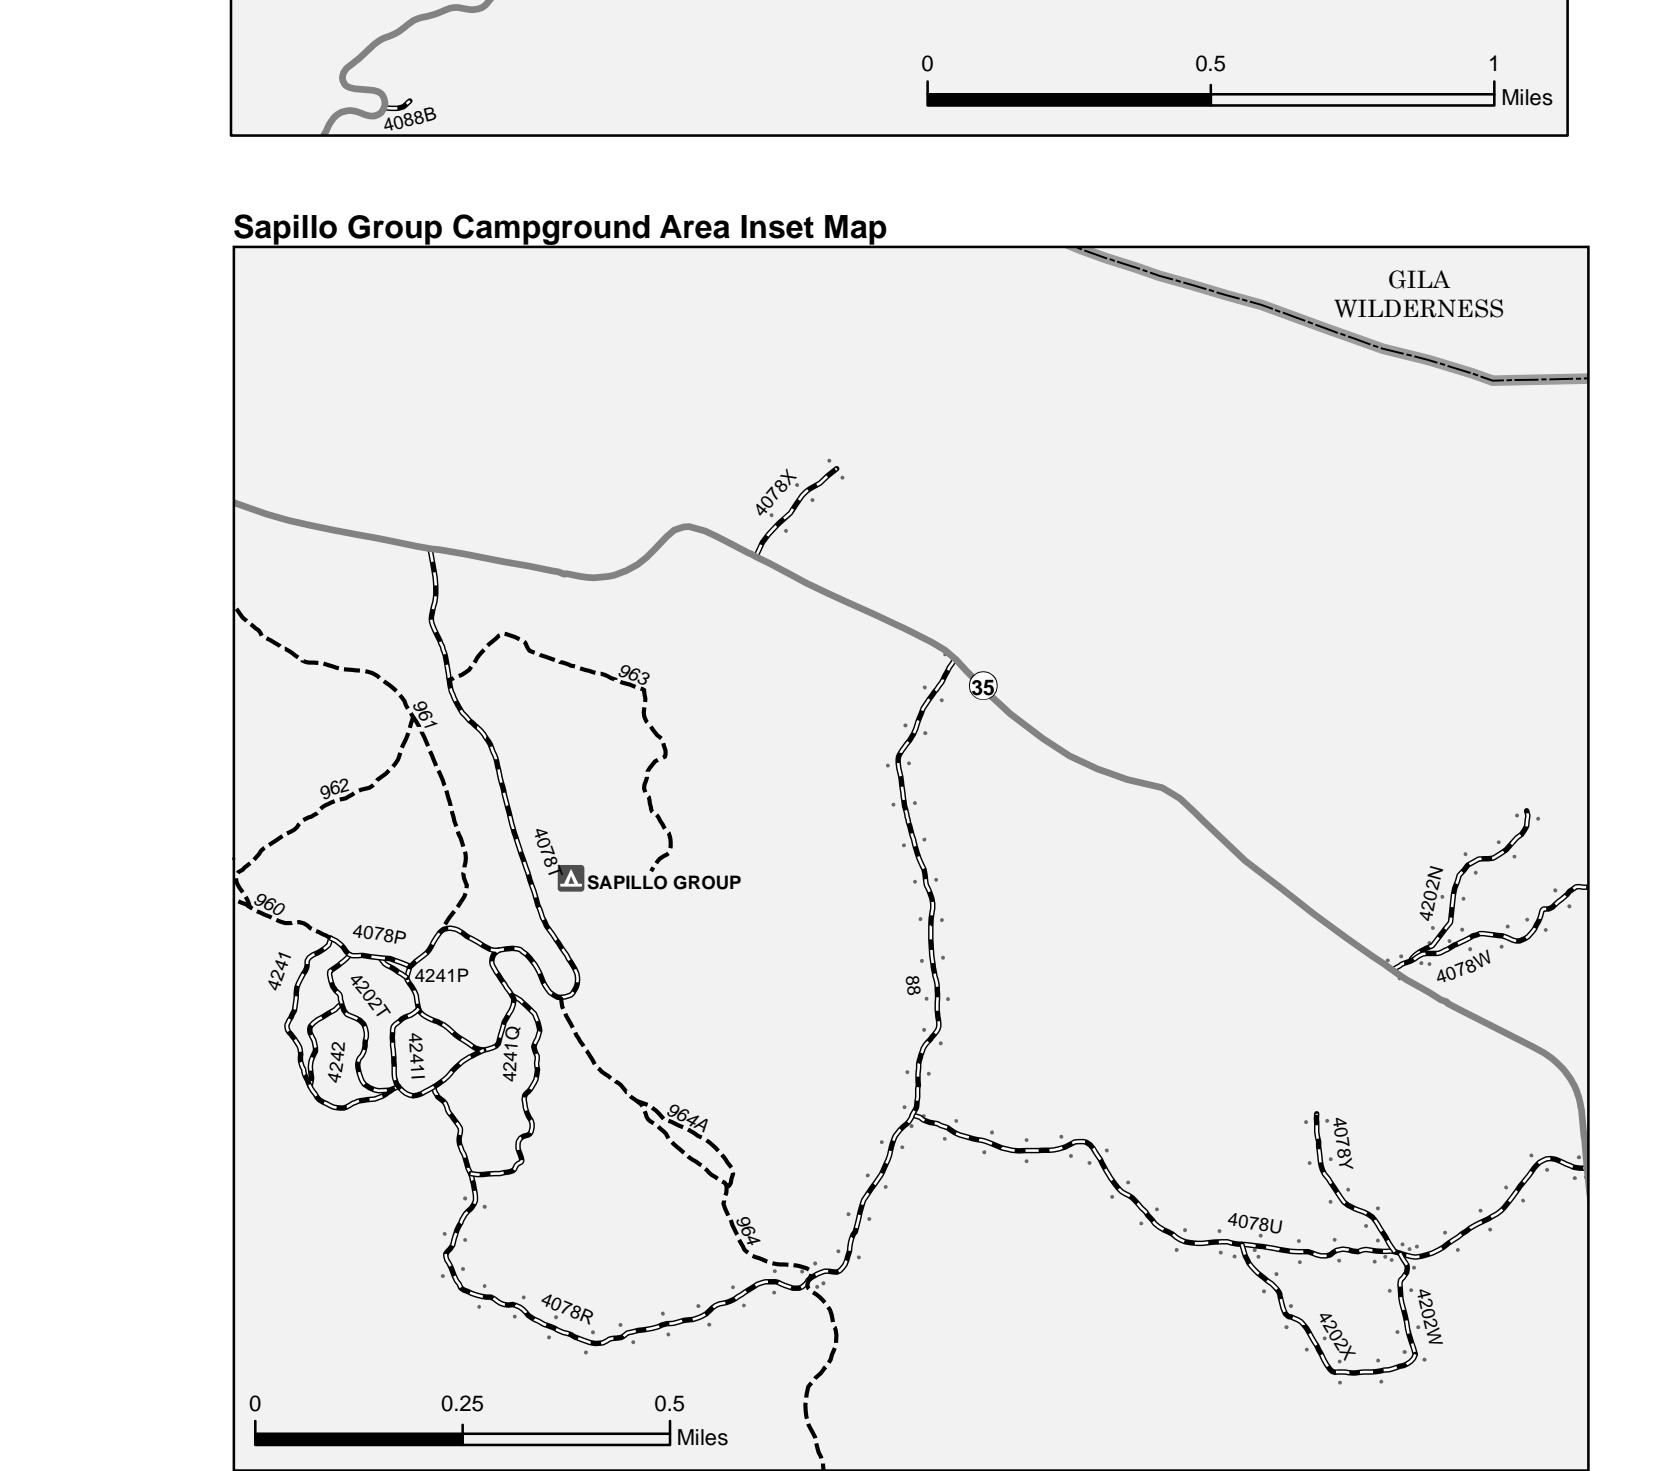 0 0.5 1
Miles
4088B
Sapillo Group Campground Area Inset Map
GILA
WILDERNESS
4078X
963
35
961
962
4078T
SAPILLO GROUP
4202N
960
4078P
4241
4241P
4078W
4202T
88
4242
4241I
4241Q
964A
4078Y
964
4078U
4078R
4202X
4202W
0 0.25 0.5
Miles